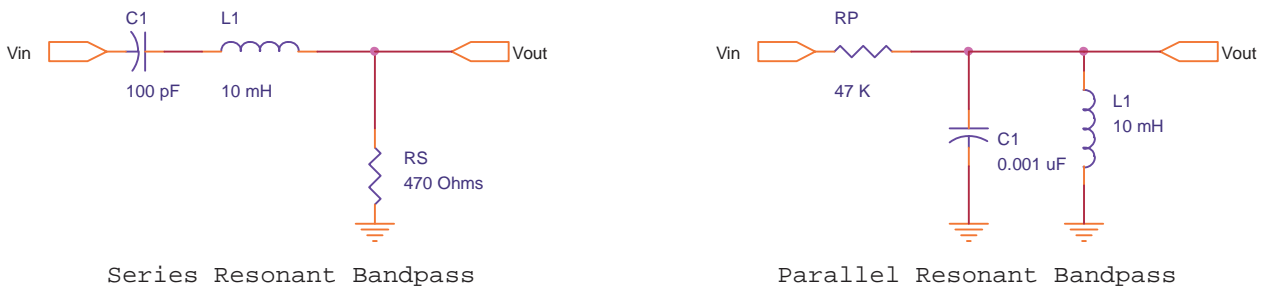 C1
L1
Vin
Vout
100 pF
10 mH
RS
470 Ohms
Series Resonant Bandpass
RP
Vin
Vout
47 K
L1
10 mH
C1
0.001 uF
Parallel Resonant Bandpass